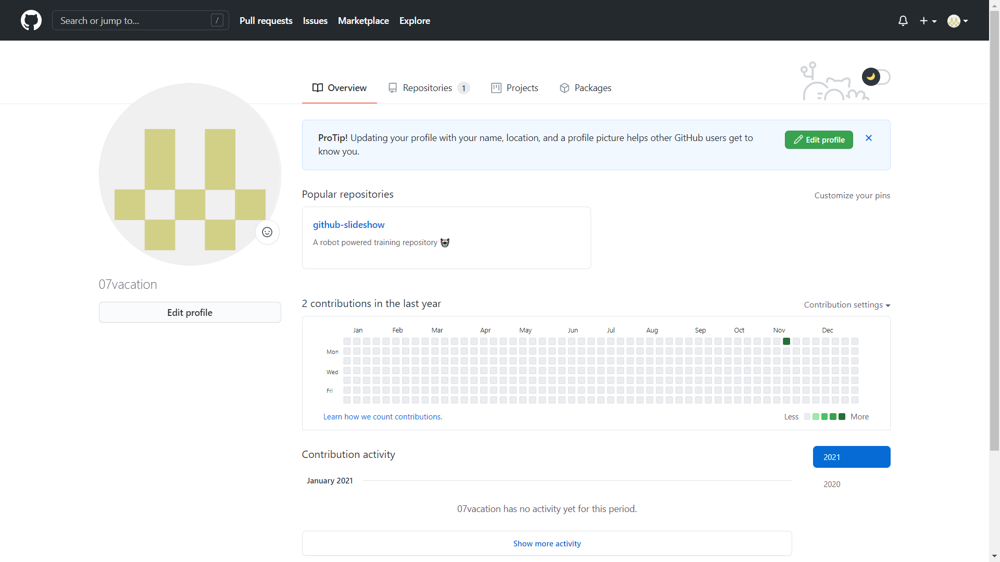 Search or jump to... /
Pull requests
Issues
Marketplace
Explore
Overview
Repositories 1
Projects
Packages
ProTip! Updating your profile with your name, location, and a profile picture helps other GitHub users get to
know you.
Edit profile
07vacation
Edit profile
Popular repositories
Customize your pins
github-slideshow
A robot powered training repository
2 contributions in the last year
Contribution settings
Jan Feb Mar Apr May Jun Jul Aug Sep Oct Nov Dec
Mon
Wed
Fri
Learn how we count contributions.
Less More
Contribution activity
2021
2020
January 2021
07vacation has no activity yet for this period.
Show more activity